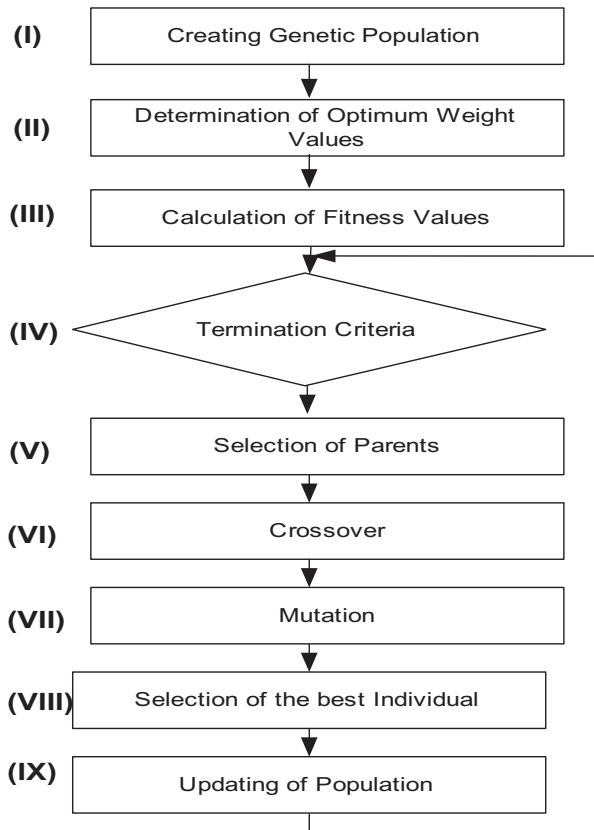 (I)
Creating Genetic Population
(II)
Determination of Optimum Weight
Values
(III)
Calculation of Fitness Values
(IV)
Termination Criteria
(V)
Selection of Parents
(VI)
Crossover
(VII)
Mutation
(VIII)
Selection of the best Individual
(IX)
Updating of Population